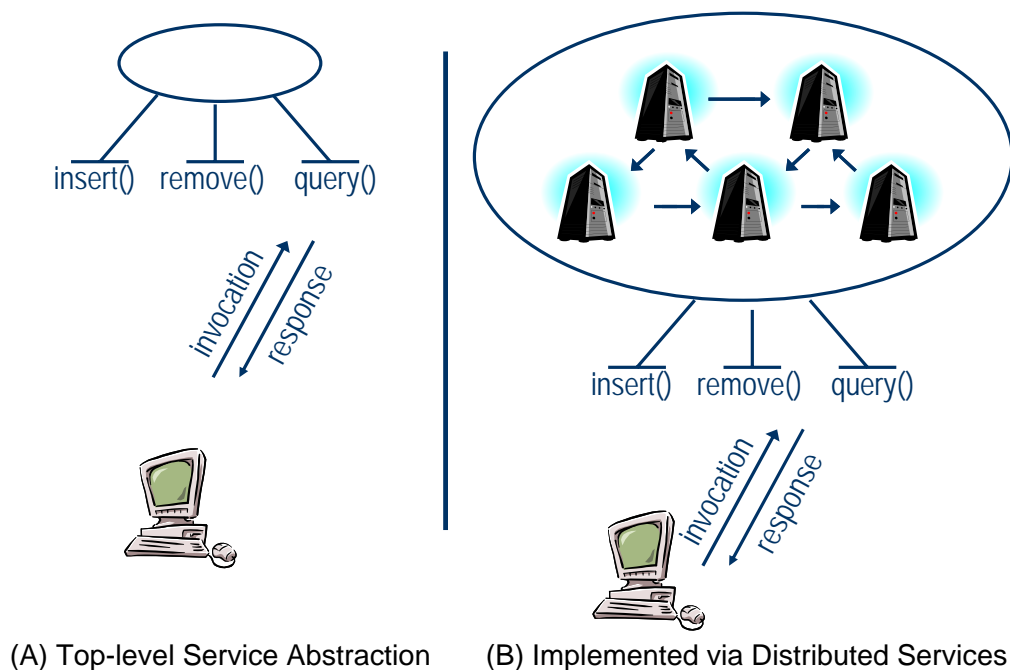 insert() remove() query()
invocation
response
(A) Top-level Service Abstraction
insert() remove() query()
invocation
response
(B) Implemented via Distributed Services